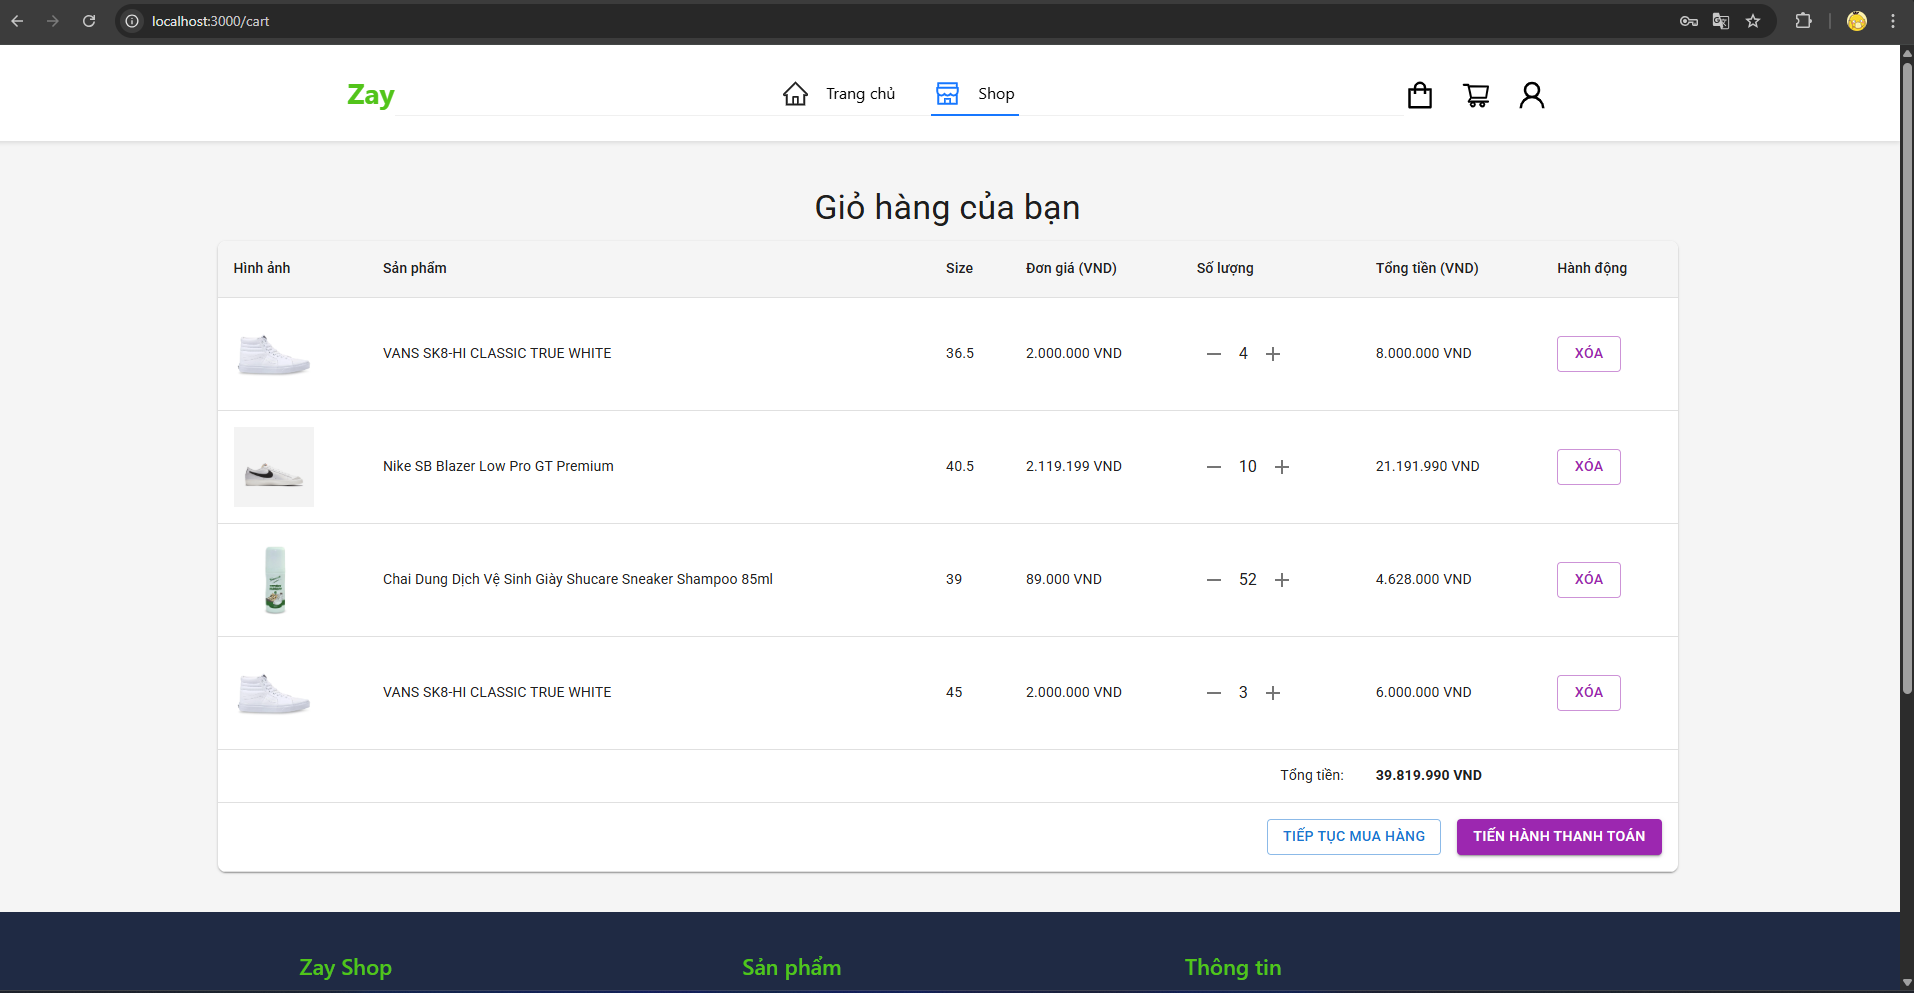 localhost:3000/cart
Zay
Trang chủ
Shop
Giỏ hàng của bạn
Hình ảnh Sản phẩm Size Đơn giá (VND) Số lượng Tổng tiền (VND) Hành động
VANS SK8-HI CLASSIC TRUE WHITE 36.5 2.000.000 VND 4 8.000.000 VND XÓA
Nike SB Blazer Low Pro GT Premium 40.5 2.119.199 VND 10 21.191.990 VND XÓA
Chai Dung Dịch Vệ Sinh Giày Shucare Sneaker Shampoo 85ml 39 89.000 VND 52 4.628.000 VND XÓA
VANS SK8-HI CLASSIC TRUE WHITE 45 2.000.000 VND 3 6.000.000 VND XÓA
Tổng tiền: 39.819.990 VND
TIẾP TỤC MUA HÀNG TIẾN HÀNH THANH TOÁN
Zay Shop Sản phẩm Thông tin